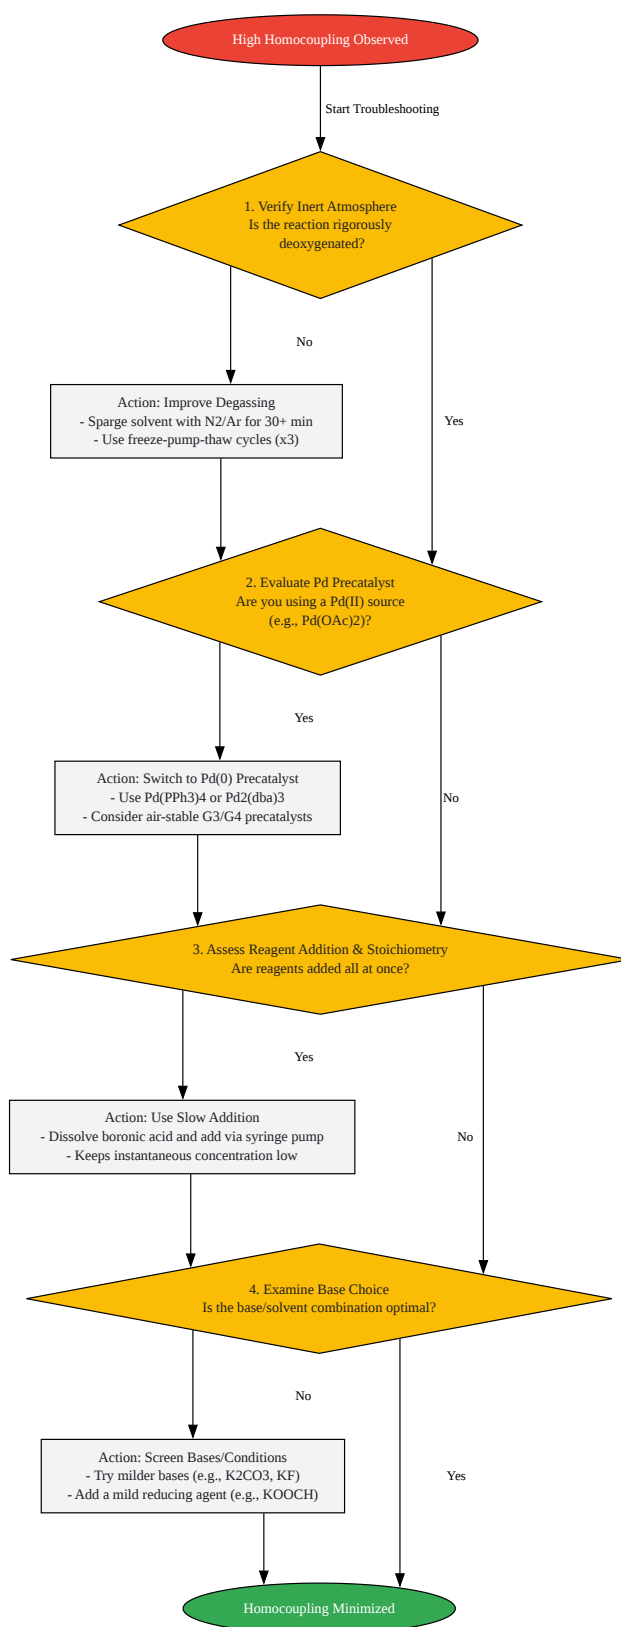 High Homocoupling Observed
Start Troubleshooting
1. Verify Inert Atmosphere
Is the reaction rigorously
deoxygenated?
No
Action: Improve Degassing
- Sparge solvent with N2/Ar for 30+ min
- Use freeze-pump-thaw cycles (x3)
Yes
2. Evaluate Pd Precatalyst
Are you using a Pd(II) source
(e.g., Pd(OAc)2)?
Yes
Action: Switch to Pd(0) Precatalyst
- Use Pd(PPh3)4 or Pd2(dba)3
- Consider air-stable G3/G4 precatalysts
No
3. Assess Reagent Addition & Stoichiometry
Are reagents added all at once?
Yes
Action: Use Slow Addition
- Dissolve boronic acid and add via syringe pump
- Keeps instantaneous concentration low
No
4. Examine Base Choice
Is the base/solvent combination optimal?
No
Action: Screen Bases/Conditions
- Try milder bases (e.g., K2CO3, KF)
- Add a mild reducing agent (e.g., KOOCH)
Yes
Homocoupling Minimized